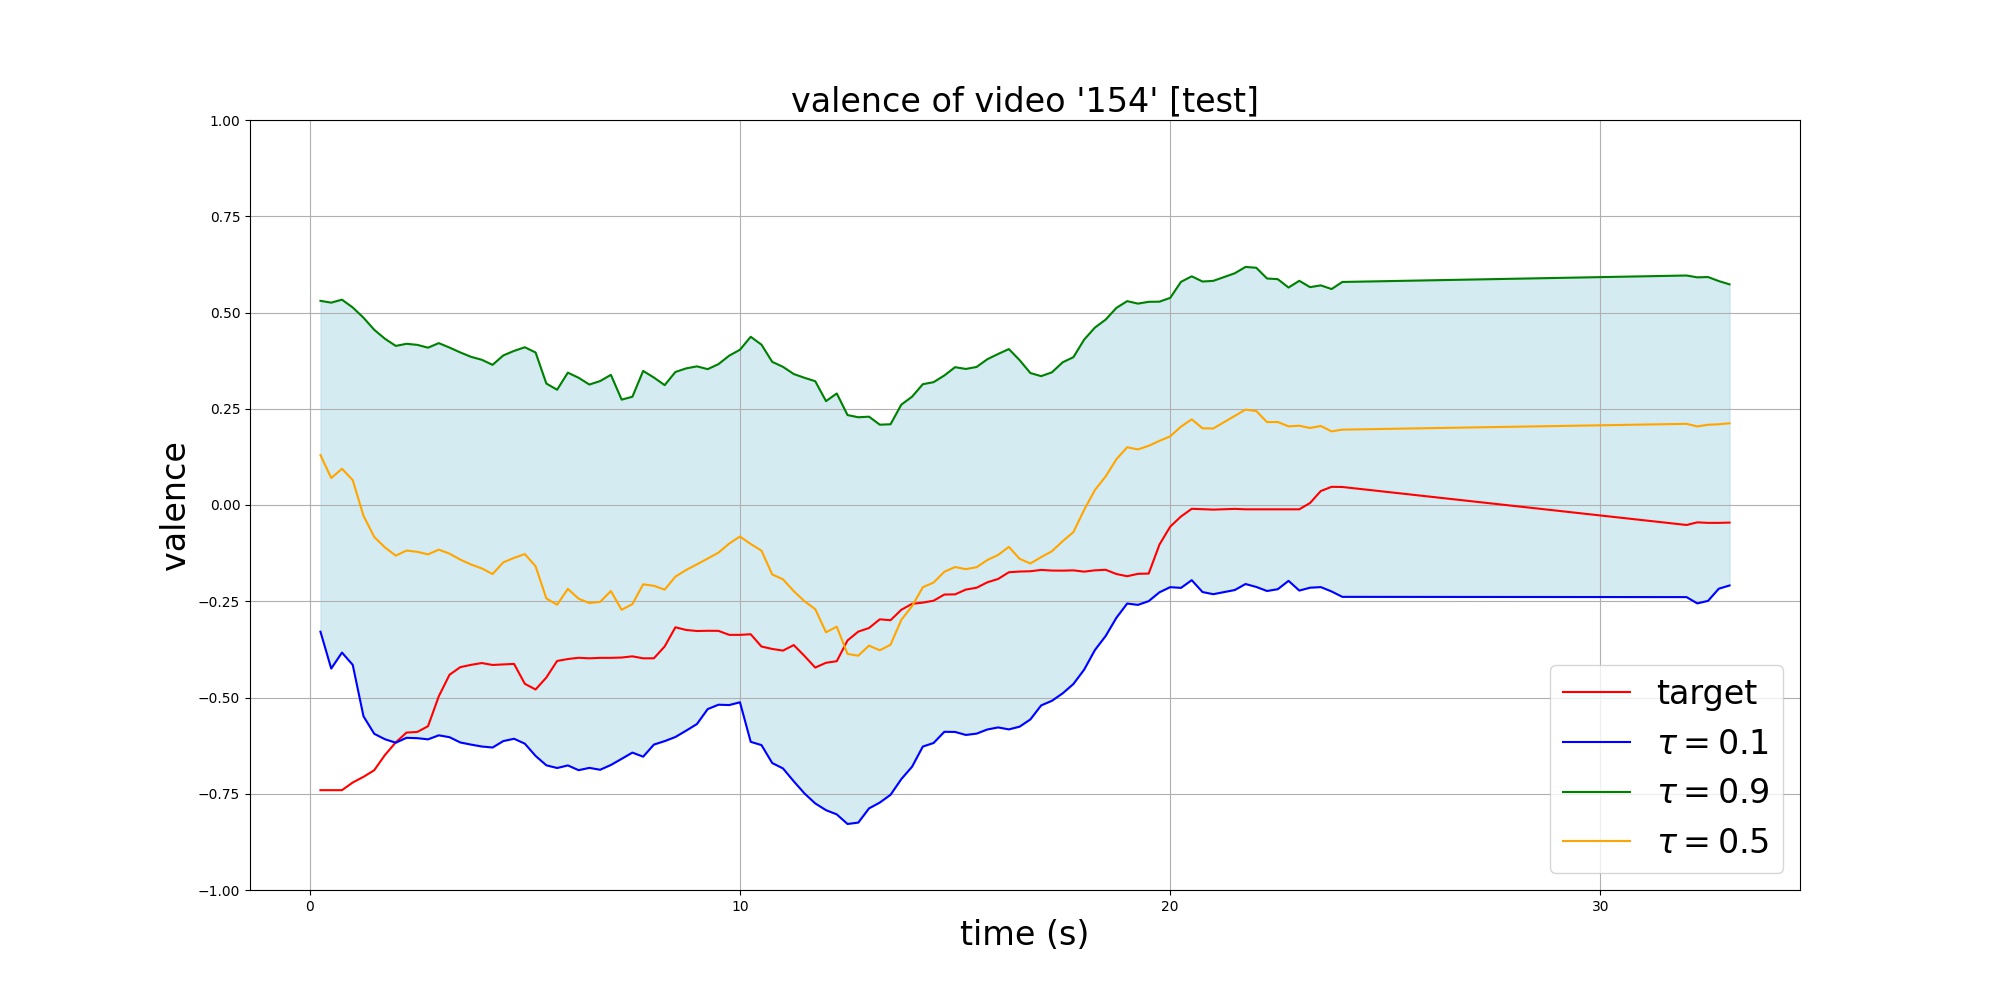 valence of video '154' [test]
1.00
0.75
0.50
0.25
0.00
−0.25
−0.50
−0.75
−1.00
valence
0 10 20 30
time (s)
target
τ = 0.1
τ = 0.9
τ = 0.5